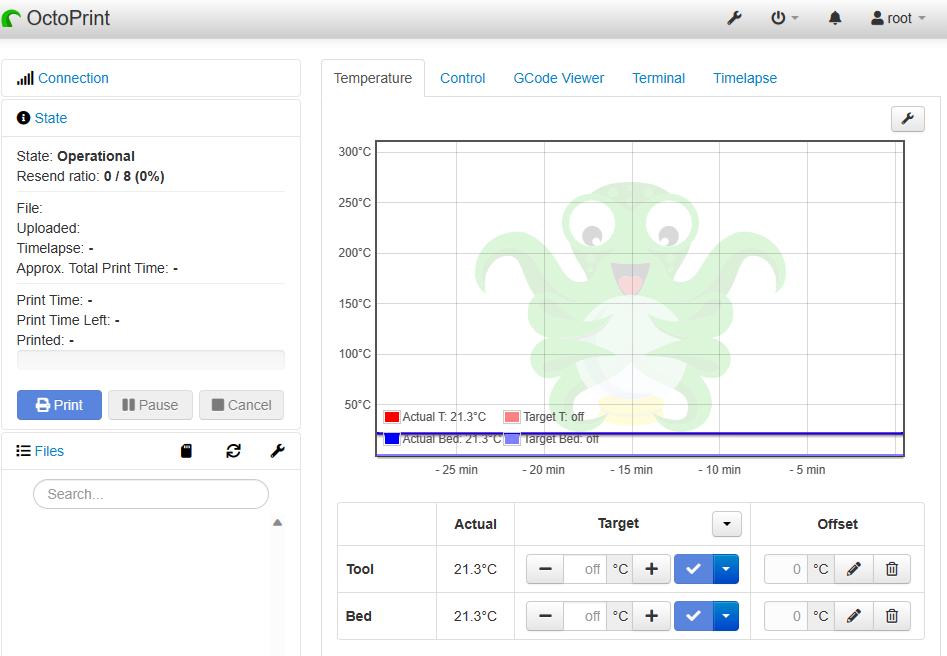 OctoPrint
root
Connection
State
State: Operational
Resend ratio: 0 / 8 (0%)
File:
Uploaded:
Timelapse: -
Approx. Total Print Time: -
Print Time: -
Print Time Left: -
Printed: -
Print
Pause
Cancel
Files
Search...
Temperature
Control
GCode Viewer
Terminal
Timelapse
300°C
250°C
200°C
150°C
100°C
50°C
Actual T: 21.3°C
Target T: off
Actual Bed: 21.3°C
Target Bed: off
- 25 min
- 20 min
- 15 min
- 10 min
- 5 min
Actual
Target
Offset
Tool
21.3°C
off
°C
0
°C
Bed
21.3°C
off
°C
0
°C